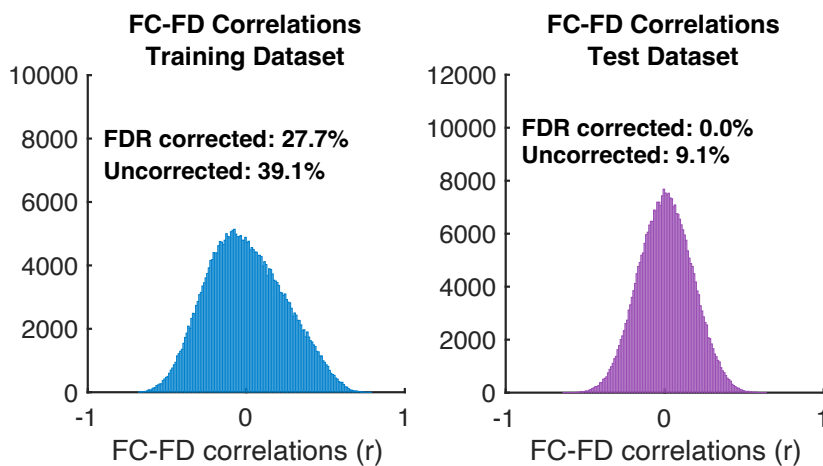 FC-FD Correlations
Training Dataset
10000
8000
6000
4000
2000
0
FDR corrected: 27.7%
Uncorrected: 39.1%
-1
0
1
FC-FD correlations (r)
FC-FD Correlations
Test Dataset
12000
10000
8000
6000
4000
2000
0
FDR corrected: 0.0%
Uncorrected: 9.1%
-1
0
1
FC-FD correlations (r)